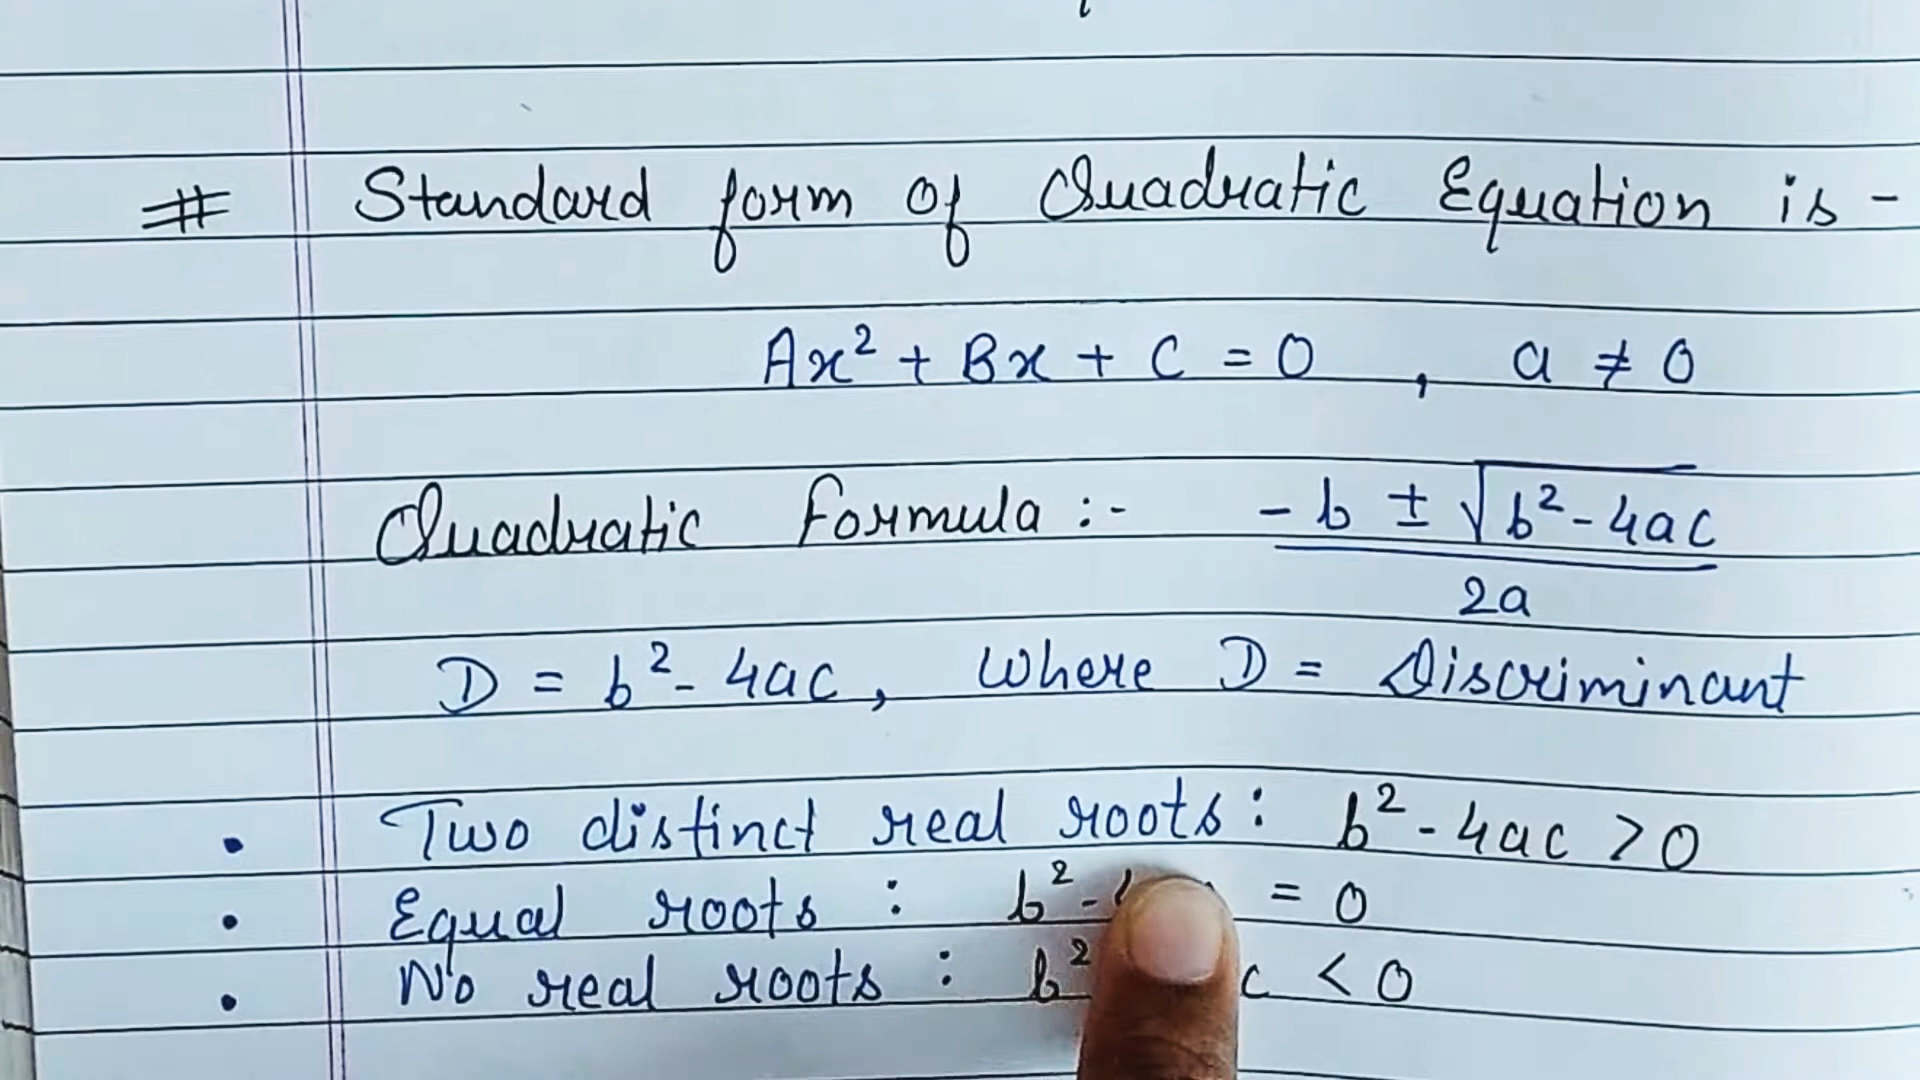 # Standard form of Quadratic Equation is -
Ax² + Bx + C = 0 , a ≠ 0
Quadratic Formula :- -b ± √b² - 4ac
2a
D = b² - 4ac, Where D = Discriminant
• Two distinct real roots : b² - 4ac > 0
• Equal roots : b² - = 0
• No real roots : b² c < 0